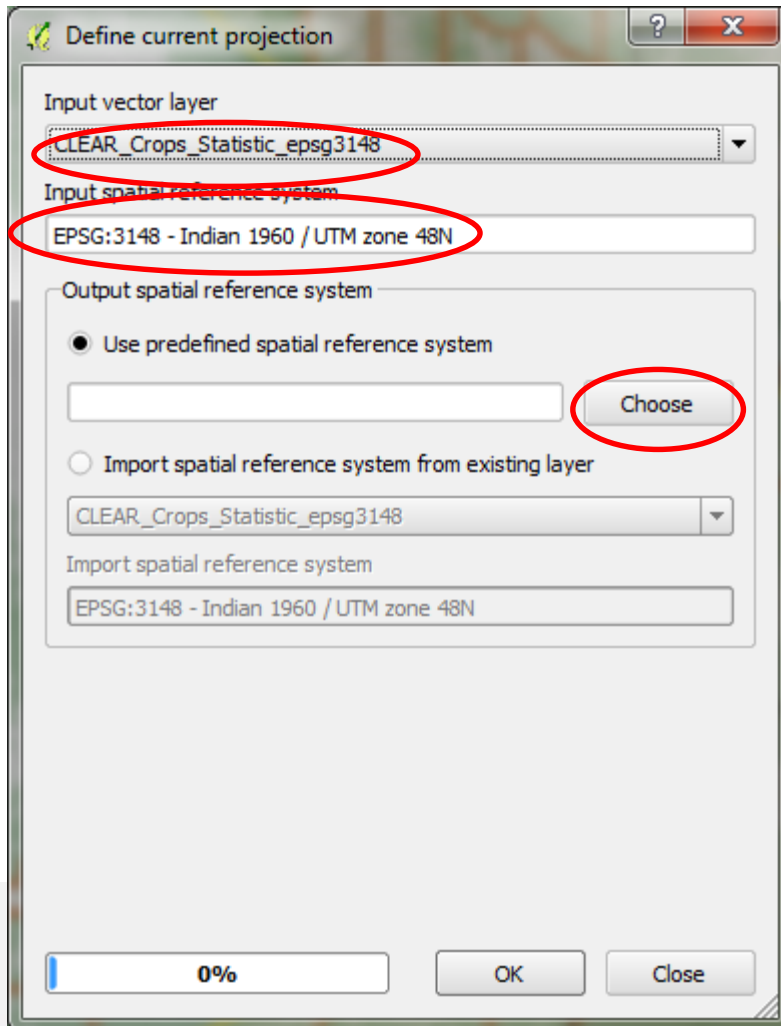 Define current projection
Input vector layer
CLEAR_Crops_Statistic_epsg3148
Input spatial reference system
EPSG:3148 - Indian 1960 / UTM zone 48N
Output spatial reference system
Use predefined spatial reference system
Choose
Import spatial reference system from existing layer
CLEAR_Crops_Statistic_epsg3148
Import spatial reference system
EPSG:3148 - Indian 1960 / UTM zone 48N
0%
OK
Close